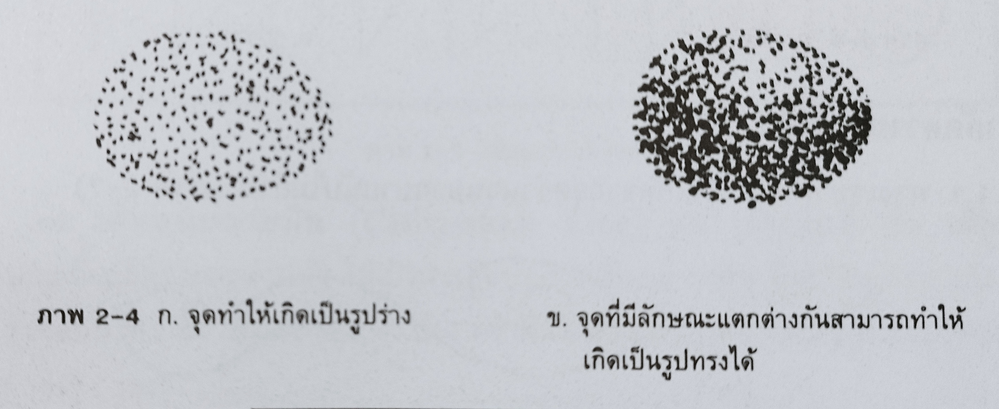 ภาพ 2-4 ก. จุดทำให้เกิดเป็นรูปร่าง
ข. จุดที่มีลักษณะแตกต่างกันสามารถทำให้
เกิดเป็นรูปทรงได้